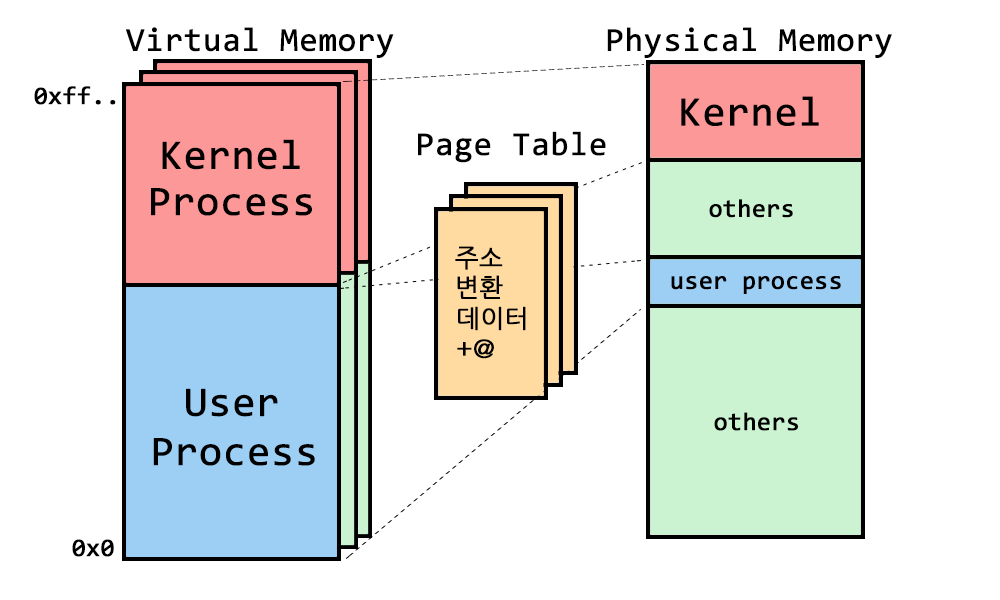 Virtual Memory
0xff..
Kernel
Process
User
Process
0x0
Page Table
주소
변환
데이터
+@
Physical Memory
Kernel
others
user process
others